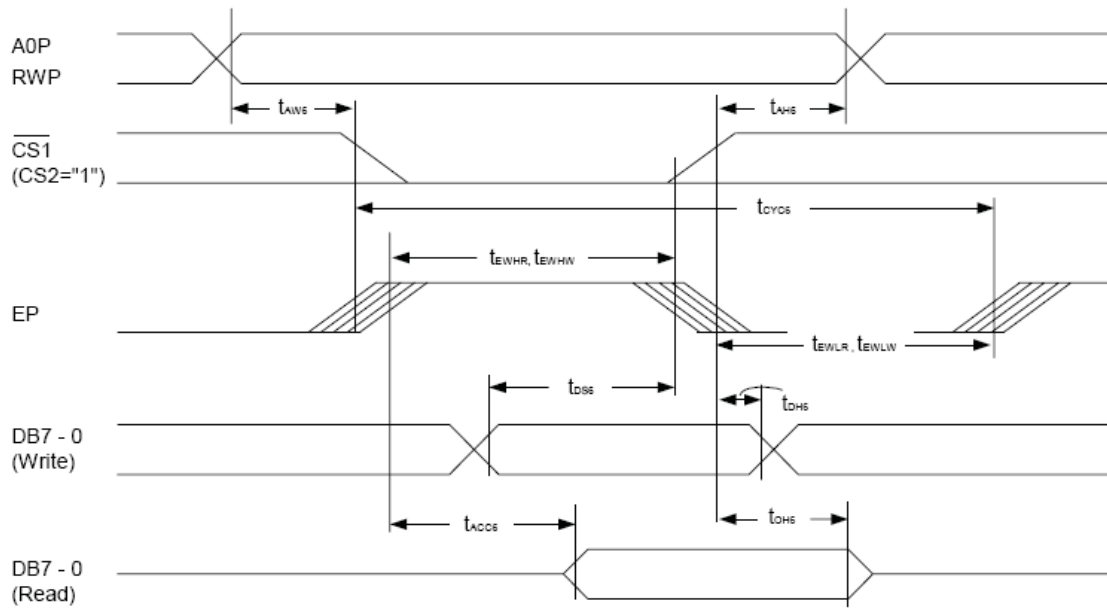 A0P
RWP
tAW6
tAH6
CS1
(CS2="1")
tCYC6
tEWHR, tEWHW
EP
tEWLR, tEWLW
tDS6
tDH6
DB7 - 0
(Write)
tACC6
tOH6
DB7 - 0
(Read)